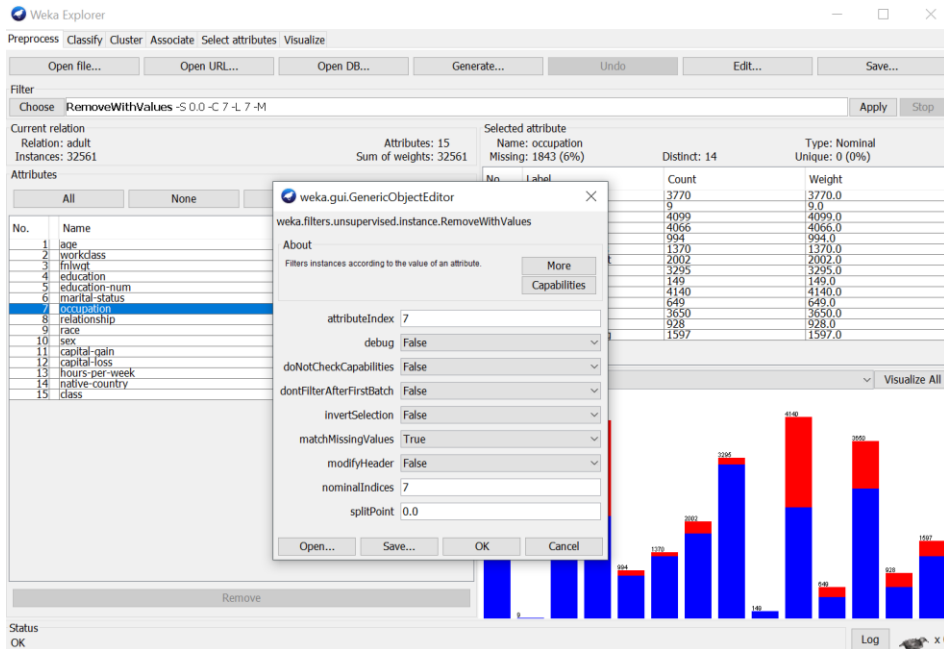 Weka Explorer
Preprocess Classify Cluster Associate Select attributes Visualize
Open file... Open URL... Open DB... Generate... Undo Edit... Save...
Filter
Choose RemoveWithValues -S 0.0 -C 7 -L 7 -M Apply Stop
Current relation
Relation: adult Attributes: 15
Instances: 32561 Sum of weights: 32561
Selected attribute
Name: occupation Type: Nominal
Missing: 1843 (6%) Distinct: 14 Unique: 0 (0%)
Attributes
All None
No. Name
1 age
2 workclass
3 fnlwgt
4 education
5 education-num
6 marital-status
7 occupation
8 relationship
9 race
10 sex
11 capital-gain
12 capital-loss
13 hours-per-week
14 native-country
15 class
Remove
No. Label Count Weight
3770 3770.0
9 9.0
4099 4099.0
4066 4066.0
994 994.0
1370 1370.0
2002 2002.0
3295 3295.0
149 149.0
4140 4140.0
649 649.0
3650 3650.0
928 928.0
1597 1597.0
weka.gui.GenericObjectEditor
weka.filters.unsupervised.instance.RemoveWithValues
About
Filters instances according to the value of an attribute.
More
Capabilities
attributeIndex 7
debug False
doNotCheckCapabilities False
dontFilterAfterFirstBatch False
invertSelection False
matchMissingValues True
modifyHeader False
nominalIndices 7
splitPoint 0.0
Open... Save... OK Cancel
Visualize All
9
994
1370
2002
3295
149
4140
649
3650
928
1597
Status
OK
Log
x